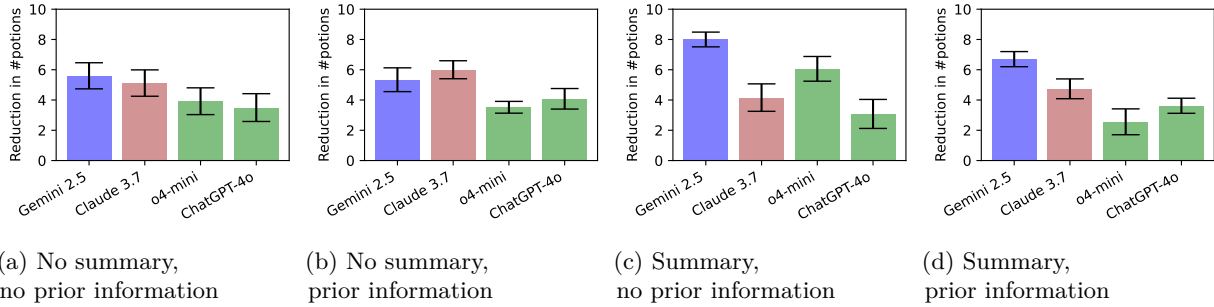 Reduction in #potions
10
8
6
4
2
0
Gemini 2.5
Claude 3.7
o4-mini
ChatGPT-4o
Reduction in #potions
10
8
6
4
2
0
Gemini 2.5
Claude 3.7
o4-mini
ChatGPT-4o
Reduction in #potions
10
8
6
4
2
0
Gemini 2.5
Claude 3.7
o4-mini
ChatGPT-4o
Reduction in #potions
10
8
6
4
2
0
Gemini 2.5
Claude 3.7
o4-mini
ChatGPT-4o
(a) No summary,
no prior information
(b) No summary,
prior information
(c) Summary,
no prior information
(d) Summary,
prior information